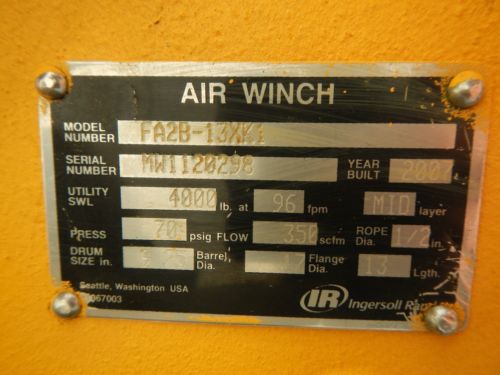 AIR WINCH
MODEL NUMBER FA2B-13XK1
SERIAL NUMBER MW1120298 YEAR BUILT 2007
UTILITY SWL 4000 lb. at 96 fpm MID layer
PRESS 70 psig FLOW 350 scfm ROPE Dia. 1/2 in.
DRUM SIZE in. Barrel Dia. 17 Flange Dia. 13 Lgth.
Seattle, Washington USA
IR Ingersoll